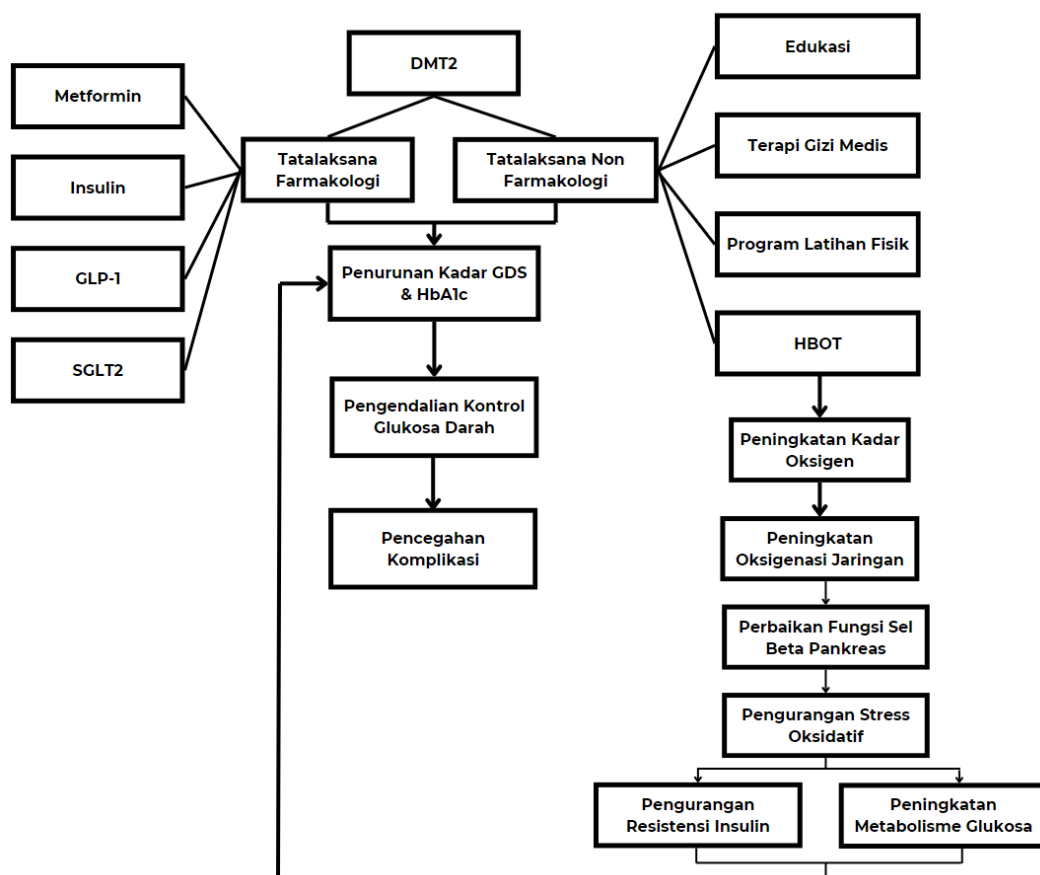 DMT2
Edukasi
Metformin
Tatalaksana
Farmakologi
Tatalaksana Non
Farmakologi
Terapi Gizi Medis
Insulin
Program Latihan Fisik
GLP-1
Penurunan Kadar GDS
& HbA1c
HBOT
SGLT2
Pengendalian Kontrol
Glukosa Darah
Peningkatan Kadar
Oksigen
Pencegahan
Komplikasi
Peningkatan
Oksigenasi Jaringan
Perbaikan Fungsi Sel
Beta Pankreas
Pengurangan Stress
Oksidatif
Pengurangan
Resistensi Insulin
Peningkatan
Metabolisme Glukosa